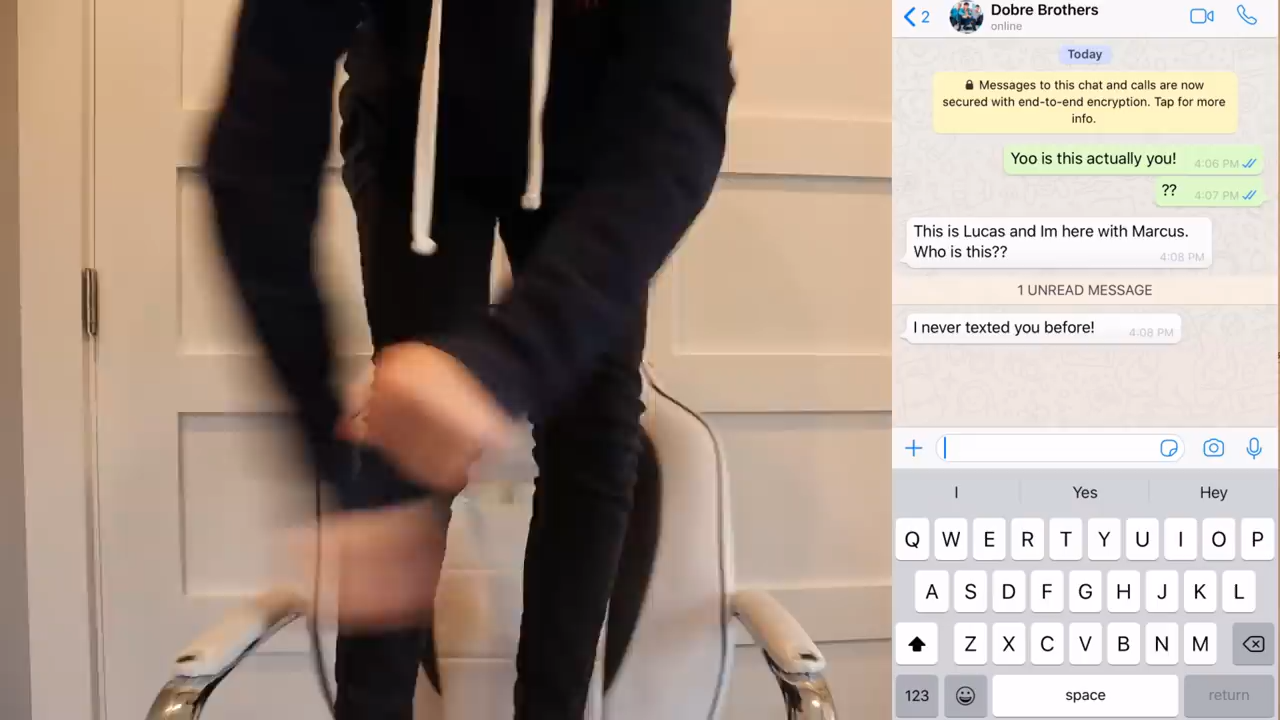 2
Dobre Brothers
online
Today
Messages to this chat and calls are now
secured with end-to-end encryption. Tap for more
info.
Yoo is this actually you! 4:06 PM
?? 4:07 PM
This is Lucas and Im here with Marcus.
Who is this?? 4:08 PM
1 UNREAD MESSAGE
I never texted you before! 4:08 PM
I Yes Hey
Q W E R T Y U I O P
A S D F G H J K L
Z X C V B N M
123 space return